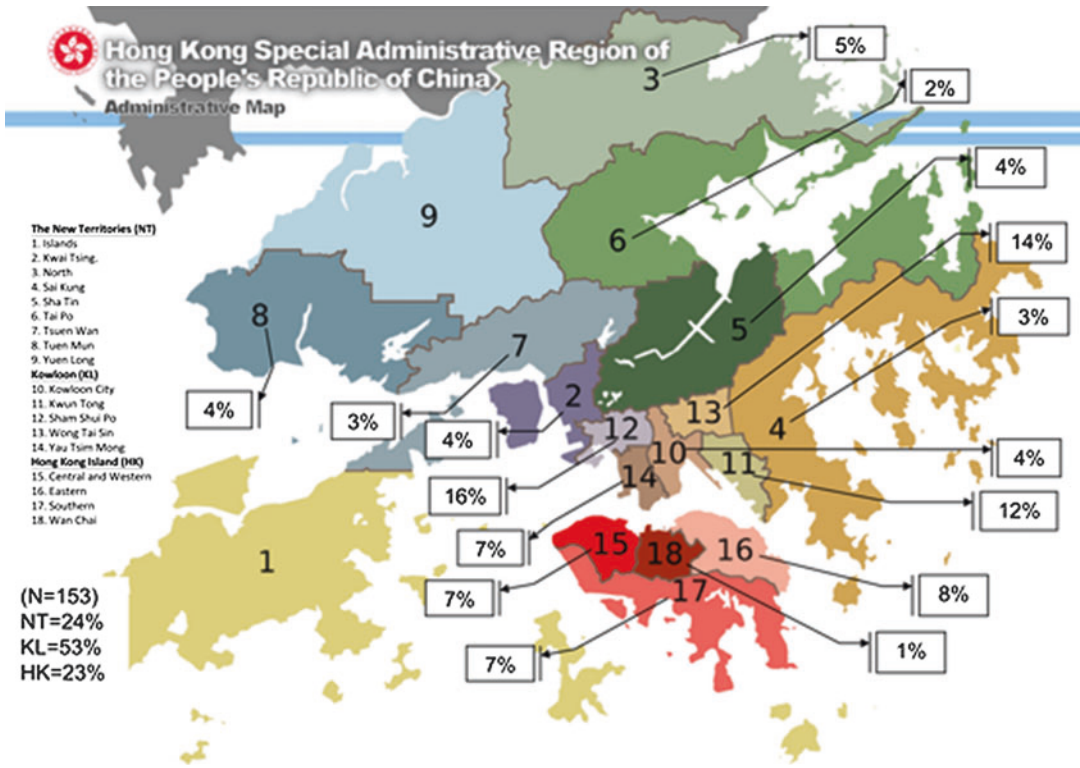 Hong Kong Special Administrative Region of
the People's Republic of China
Administrative Map
3
5%
2%
4%
14%
3%
9
6
8
5
7
The New Territories (NT)
1. Islands
2. Kwai Tsing.
3. North
4. Sai Kung
5. Sha Tin
6. Tai Po
7. Tsuen Wan
8. Tuen Mun
9. Yuen Long
Kowloon (KL)
10. Kowloon City
11. Kwun Tong
12. Sham Shui Po
13. Wong Tai Sin
14. Yau Tsim Mong
Hong Kong Island (HK)
15. Central and Western
16. Eastern
17. Southern
18. Wan Chai
4%
3%
4%
2
13
4
12
10
11
14
4%
16%
12%
7%
15
18
16
1
17
7%
8%
7%
1%
(N=153)
NT=24%
KL=53%
HK=23%